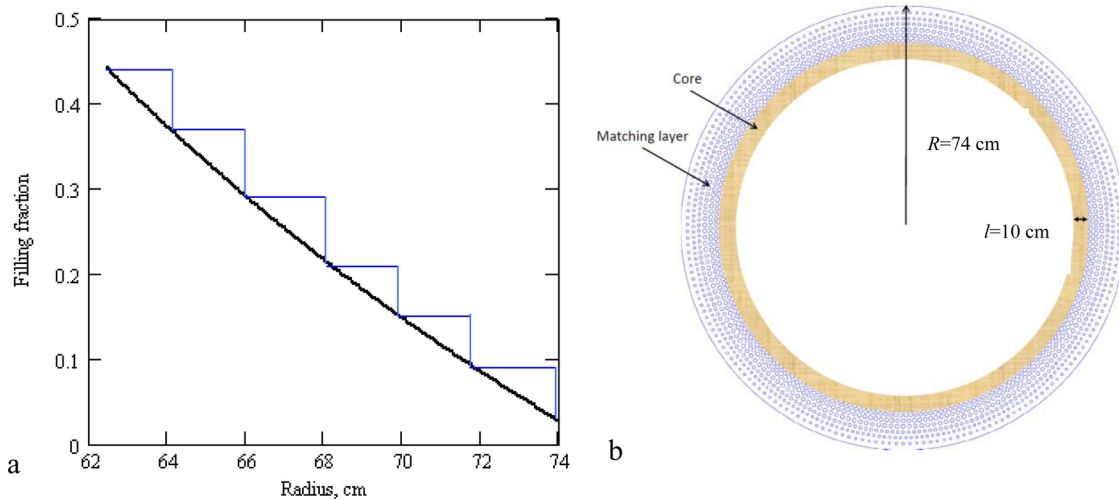 0.5
0.4
0.3
0.2
0.1
0
Filling fraction
62
64
66
68
70
72
74
Radius, cm
a
Core
Matching layer
R=74 cm
l=10 cm
b